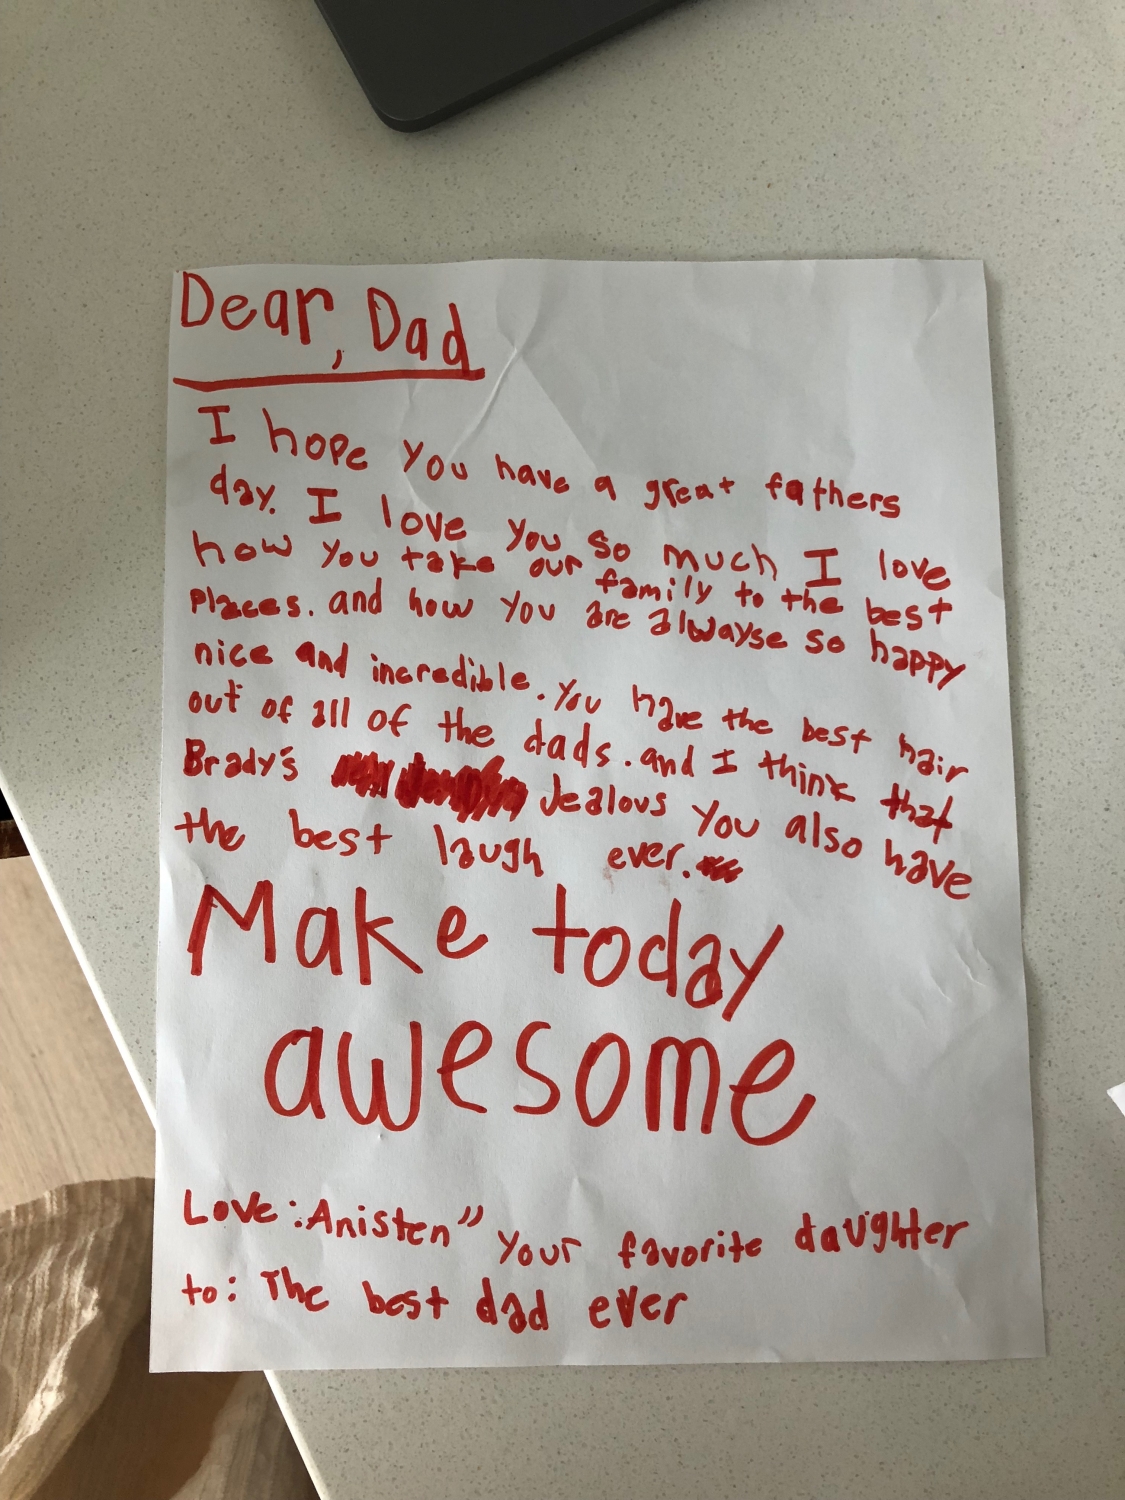 Dear, Dad
I hope you have a great fathers
day. I love you so much I love
how you take our family to the best
places. and how you are alwayse so happy
nice and incredible. You have the best hair
out of all of the dads. and I think that
Brady's Jealous you also have
the best laugh ever.
Make today
awesome
Love: Anisten" your favorite daughter
to: The best dad ever